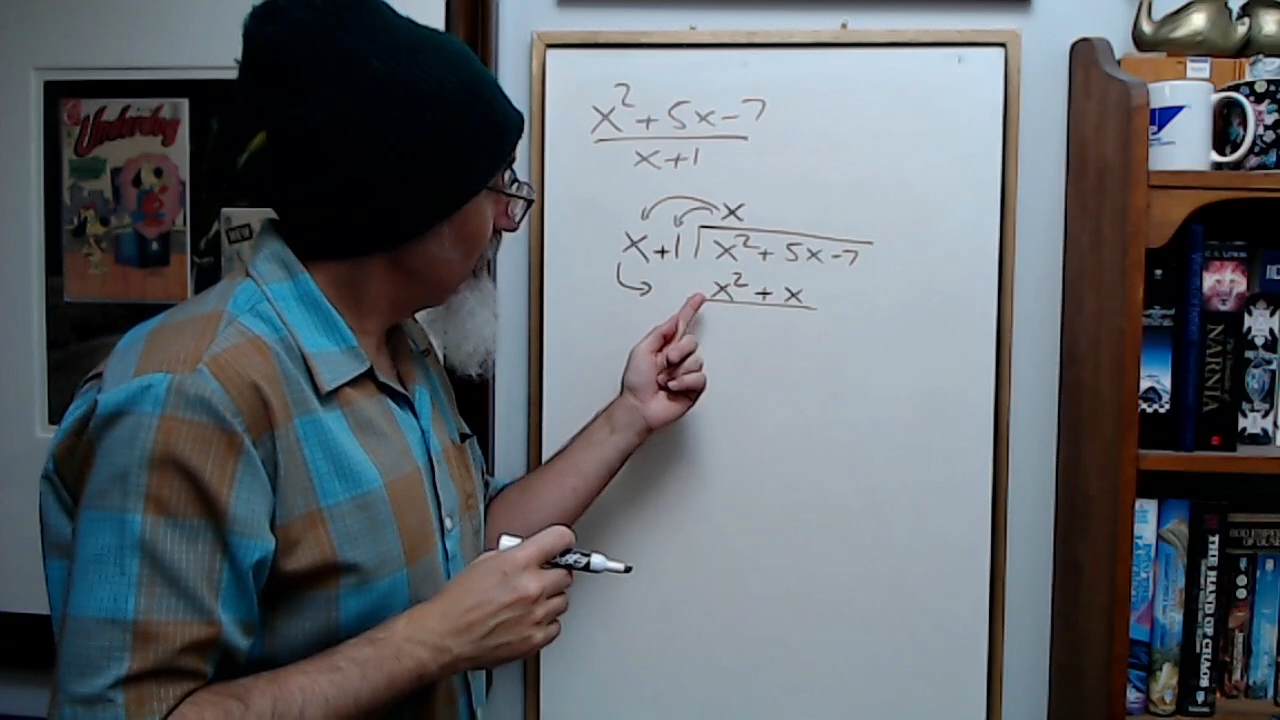 x² + 5x - 7
x + 1
x
x + 1 x² + 5x - 7
x² + x
Underdog
NEW
NARNIA
THE HAND OF CHAOS